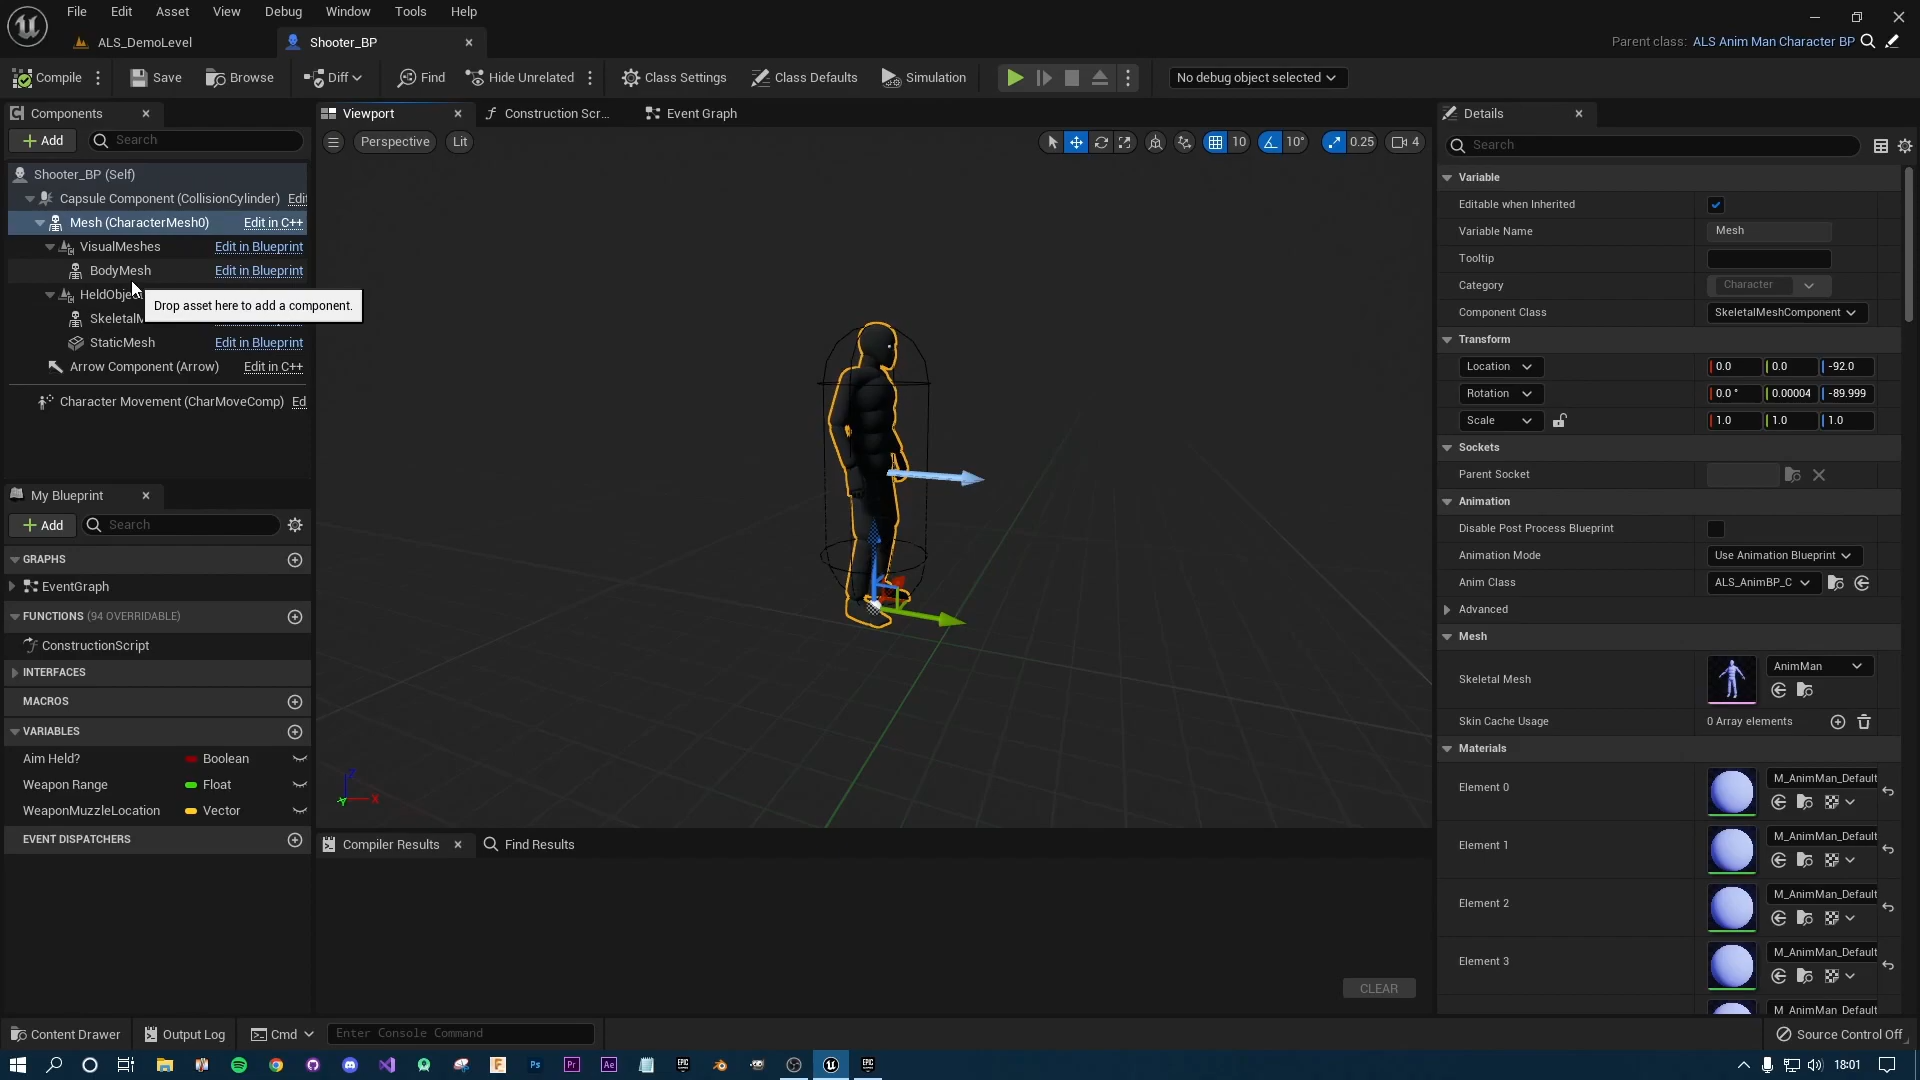 File Edit Asset View Debug Window Tools Help
ALS_DemoLevel
Shooter_BP
Parent class: ALS Anim Man Character BP
Compile
Save
Browse
Diff
Find
Hide Unrelated
Class Settings
Class Defaults
Simulation
No debug object selected
Components
Add
Search
Shooter_BP (Self)
Capsule Component (CollisionCylinder) Edit
Mesh (CharacterMesh0) Edit in C++
VisualMeshes Edit in Blueprint
BodyMesh Edit in Blueprint
HeldObje
Drop asset here to add a component.
SkeletalM
StaticMesh Edit in Blueprint
Arrow Component (Arrow) Edit in C++
Character Movement (CharMoveComp) Ed
My Blueprint
Add
Search
GRAPHS
EventGraph
FUNCTIONS (94 OVERRIDABLE)
ConstructionScript
INTERFACES
MACROS
VARIABLES
Aim Held? Boolean
Weapon Range Float
WeaponMuzzleLocation Vector
EVENT DISPATCHERS
Viewport
Construction Scr...
Event Graph
Perspective
Lit
10
10°
0.25
4
Z
X
Y
Compiler Results
Find Results
CLEAR
Details
Search
Variable
Editable when Inherited
Variable Name Mesh
Tooltip
Category Character
Component Class SkeletalMeshComponent
Transform
Location 0.0 0.0 -92.0
Rotation 0.0 ° 0.00004 -89.999
Scale 1.0 1.0 1.0
Sockets
Parent Socket
Animation
Disable Post Process Blueprint
Animation Mode Use Animation Blueprint
Anim Class ALS_AnimBP_C
Advanced
Mesh
Skeletal Mesh AnimMan
Skin Cache Usage 0 Array elements
Materials
Element 0 M_AnimMan_Default
Element 1 M_AnimMan_Default
Element 2 M_AnimMan_Default
Element 3 M_AnimMan_Default
M_AnimMan_Default
Content Drawer
Output Log
Cmd
Enter Console Command
Source Control Off
Ps
Pr
Ae
EPIC
EPIC
18:01